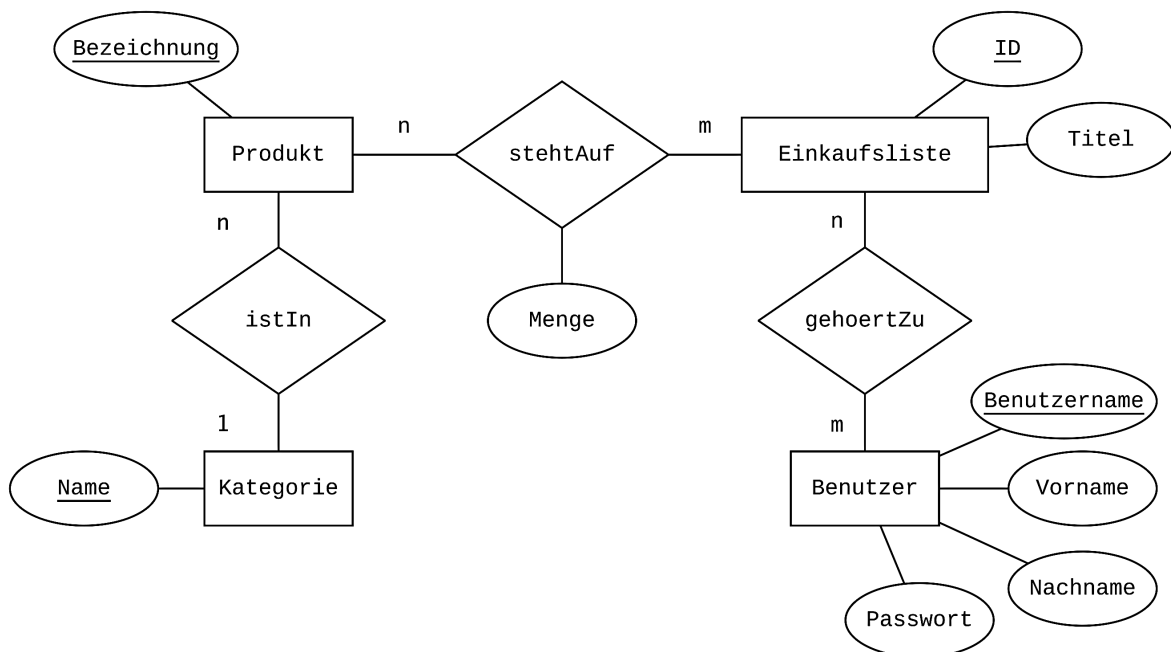 Bezeichnung
ID
Titel
Produkt
n
stehtAuf
m
Einkaufsliste
n
n
istIn
Menge
gehoertZu
1
m
Benutzername
Name
Kategorie
Benutzer
Vorname
Nachname
Passwort